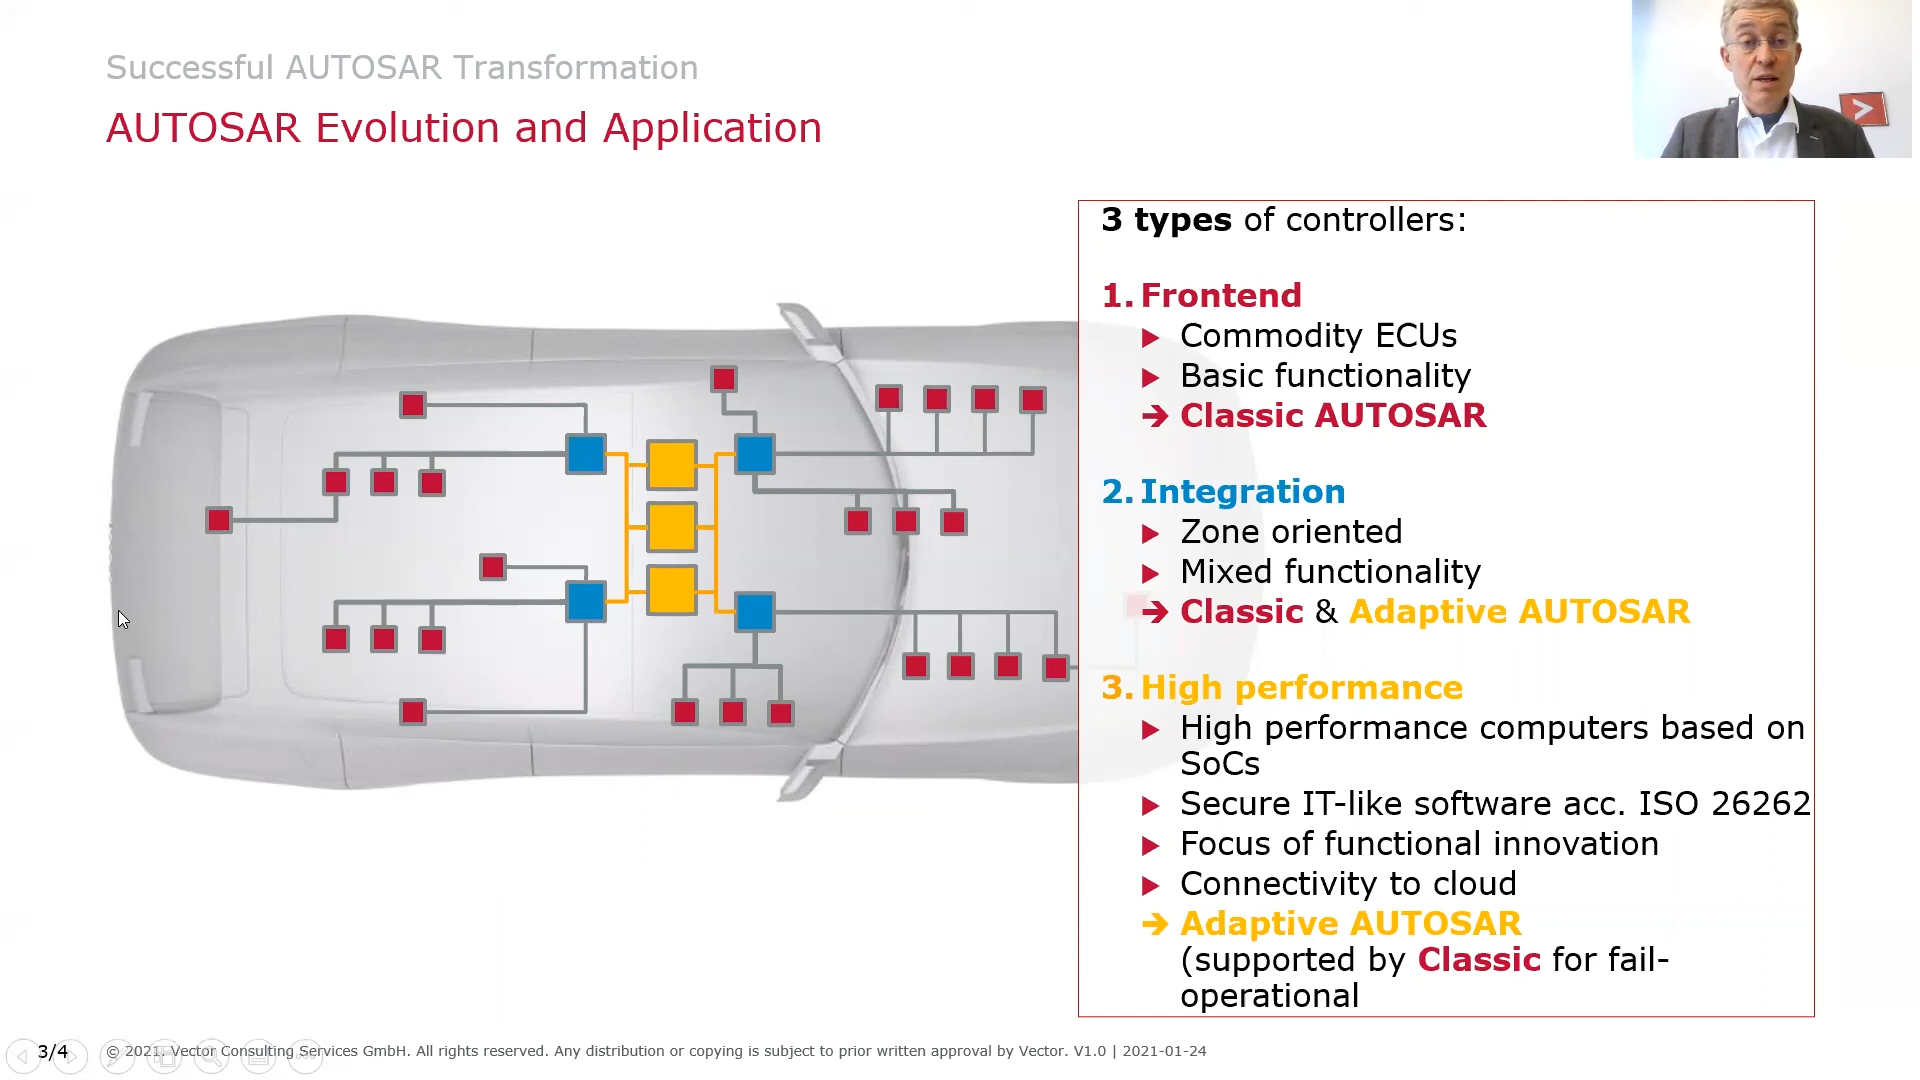 Successful AUTOSAR Transformation
AUTOSAR Evolution and Application
3 types of controllers:
1. Frontend
Commodity ECUs
Basic functionality
➔ Classic AUTOSAR
2. Integration
Zone oriented
Mixed functionality
➔ Classic & Adaptive AUTOSAR
3. High performance
High performance computers based on
SoCs
Secure IT-like software acc. ISO 26262
Focus of functional innovation
Connectivity to cloud
➔ Adaptive AUTOSAR
(supported by Classic for fail-
operational
3/4
© 2021. Vector Consulting Services GmbH. All rights reserved. Any distribution or copying is subject to prior written approval by Vector. V1.0 | 2021-01-24